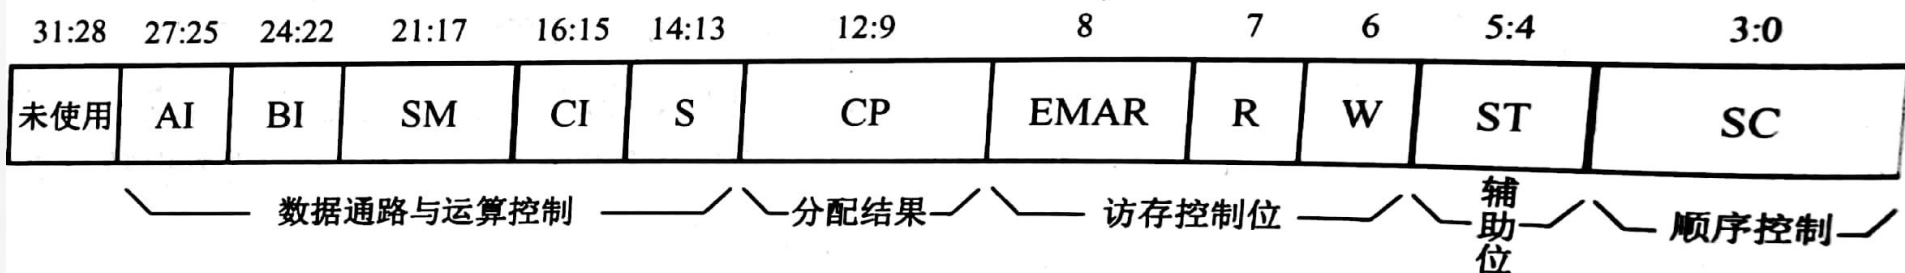 31:28 27:25 24:22 21:17 16:15 14:13 12:9 8 7 6 5:4 3:0
未使用 AI BI SM CI S CP EMAR R W ST SC
数据通路与运算控制 分配结果 访存控制位 辅助位 顺序控制